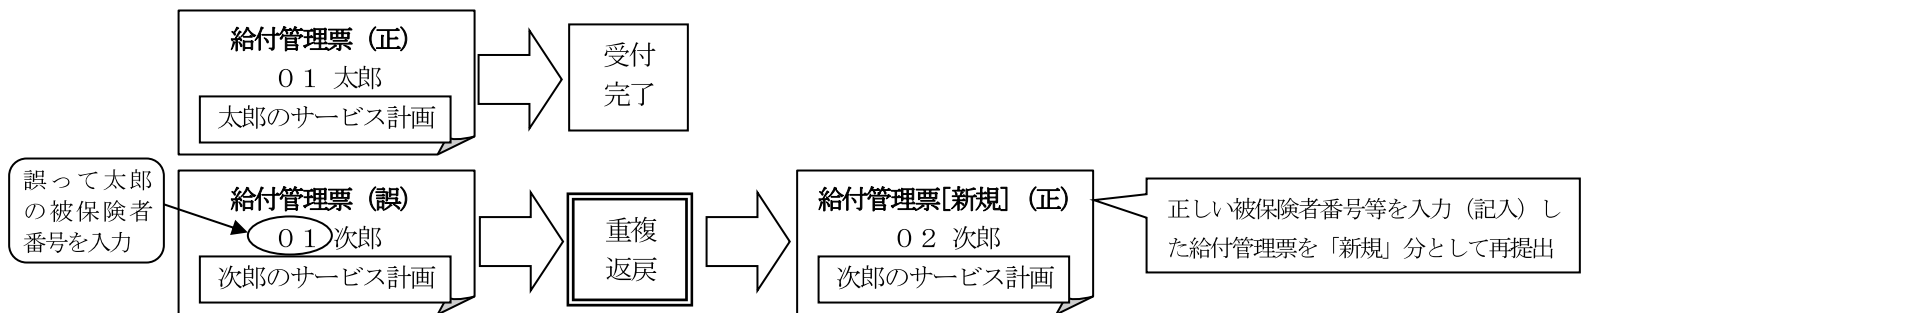 給付管理票（正）
０１ 太郎
太郎のサービス計画
受付
完了
誤って太郎
の被保険者
番号を入力
給付管理票（誤）
０１ 次郎
次郎のサービス計画
重複
返戻
給付管理票[新規]（正）
０２ 次郎
次郎のサービス計画
正しい被保険者番号等を入力（記入）し
た給付管理票を「新規」分として再提出